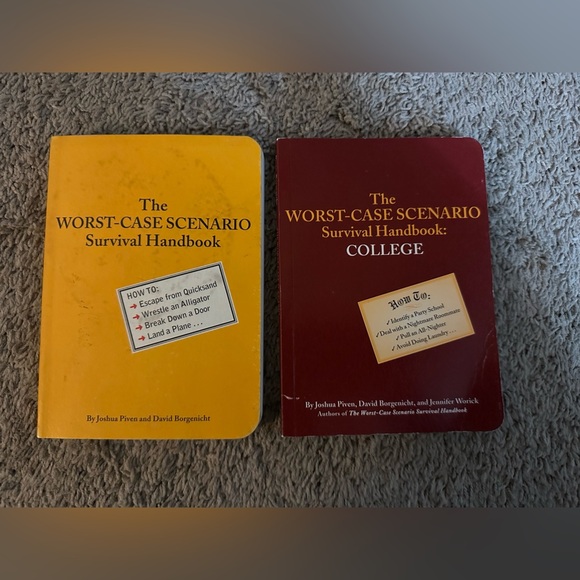 The
WORST-CASE SCENARIO
Survival Handbook
HOW TO:
Escape from Quicksand
Wrestle an Alligator
Break Down a Door
Land a Plane . . .
By Joshua Piven and David Borgenicht
The
WORST-CASE SCENARIO
Survival Handbook:
COLLEGE
How To:
✓Identify a Party School
✓Deal with a Nightmare Roommate
✓Pull an All-Nighter
✓Avoid Doing Laundry . . .
By Joshua Piven, David Borgenicht, and Jennifer Worick
Authors of The Worst-Case Scenario Survival Handbook